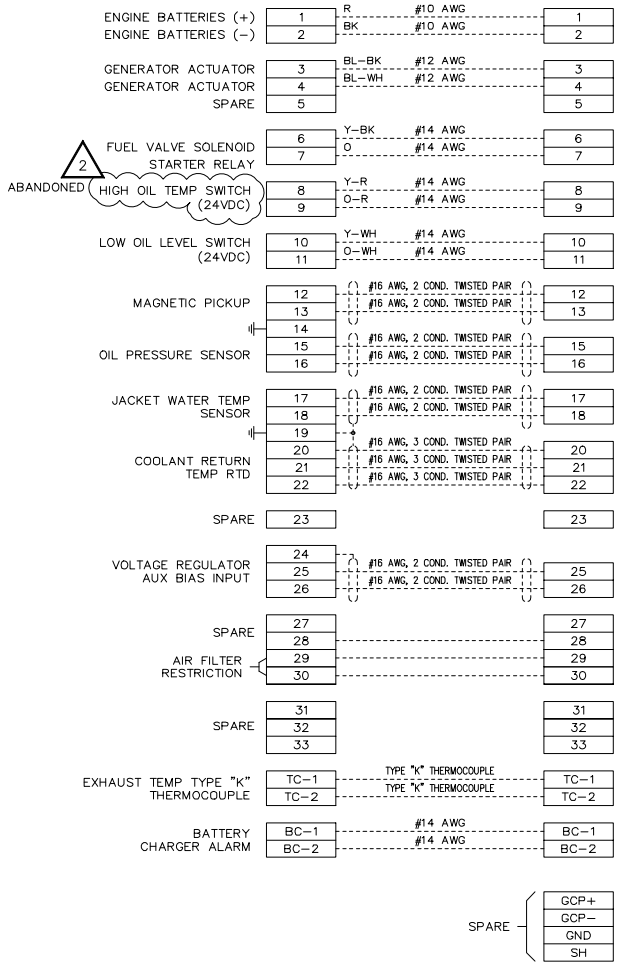 ENGINE BATTERIES (+) 1 R #10 AWG 1
ENGINE BATTERIES (−) 2 BK #10 AWG 2
GENERATOR ACTUATOR 3 BL−BK #12 AWG 3
GENERATOR ACTUATOR 4 BL−WH #12 AWG 4
SPARE 5 5
FUEL VALVE SOLENOID 6 Y−BK #14 AWG 6
STARTER RELAY 7 O #14 AWG 7
2
ABANDONED HIGH OIL TEMP SWITCH 8 Y−R #14 AWG 8
(24VDC) 9 O−R #14 AWG 9
LOW OIL LEVEL SWITCH 10 Y−WH #14 AWG 10
(24VDC) 11 O−WH #14 AWG 11
MAGNETIC PICKUP 12 #16 AWG, 2 COND. TWISTED PAIR 12
13 #16 AWG, 2 COND. TWISTED PAIR 13
14
OIL PRESSURE SENSOR 15 #16 AWG, 2 COND. TWISTED PAIR 15
16 #16 AWG, 2 COND. TWISTED PAIR 16
JACKET WATER TEMP 17 #16 AWG, 2 COND. TWISTED PAIR 17
SENSOR 18 #16 AWG, 2 COND. TWISTED PAIR 18
19
20 #16 AWG, 3 COND. TWISTED PAIR 20
COOLANT RETURN 21 #16 AWG, 3 COND. TWISTED PAIR 21
TEMP RTD 22 #16 AWG, 3 COND. TWISTED PAIR 22
SPARE 23 23
24
VOLTAGE REGULATOR 25 #16 AWG, 2 COND. TWISTED PAIR 25
AUX BIAS INPUT 26 #16 AWG, 2 COND. TWISTED PAIR 26
27 27
SPARE 28 28
AIR FILTER 29 29
RESTRICTION 30 30
31 31
SPARE 32 32
33 33
EXHAUST TEMP TYPE "K" TC−1 TYPE "K" THERMOCOUPLE TC−1
THERMOCOUPLE TC−2 TYPE "K" THERMOCOUPLE TC−2
BATTERY BC−1 #14 AWG BC−1
CHARGER ALARM BC−2 #14 AWG BC−2
GCP+
SPARE GCP−
GND
SH